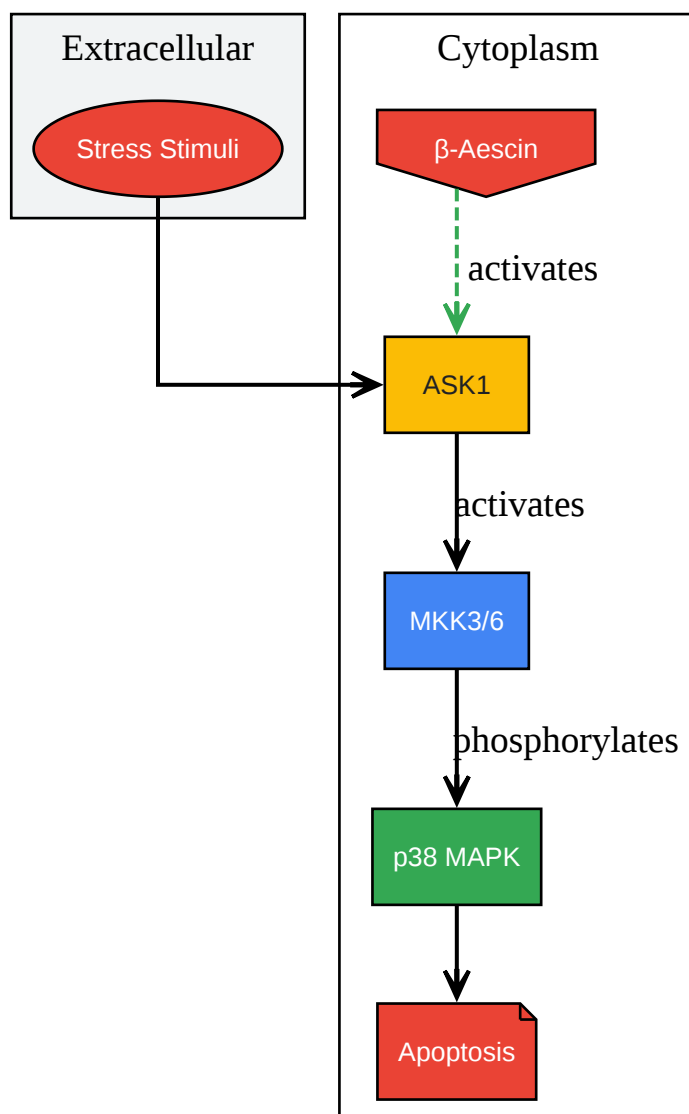 Extracellular
Stress Stimuli
Cytoplasm
β-Aescin
activates
ASK1
activates
MKK3/6
phosphorylates
p38 MAPK
Apoptosis